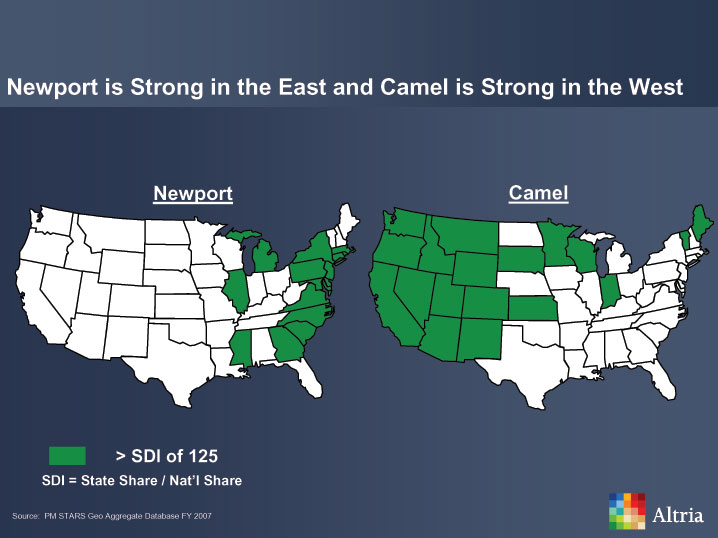 Newport is Strong in the East and Camel is Strong in the West
Newport
Camel
> SDI of 125
SDI = State Share / Nat'l Share
Source: PM STARS Geo Aggregate Database FY 2007
Altria